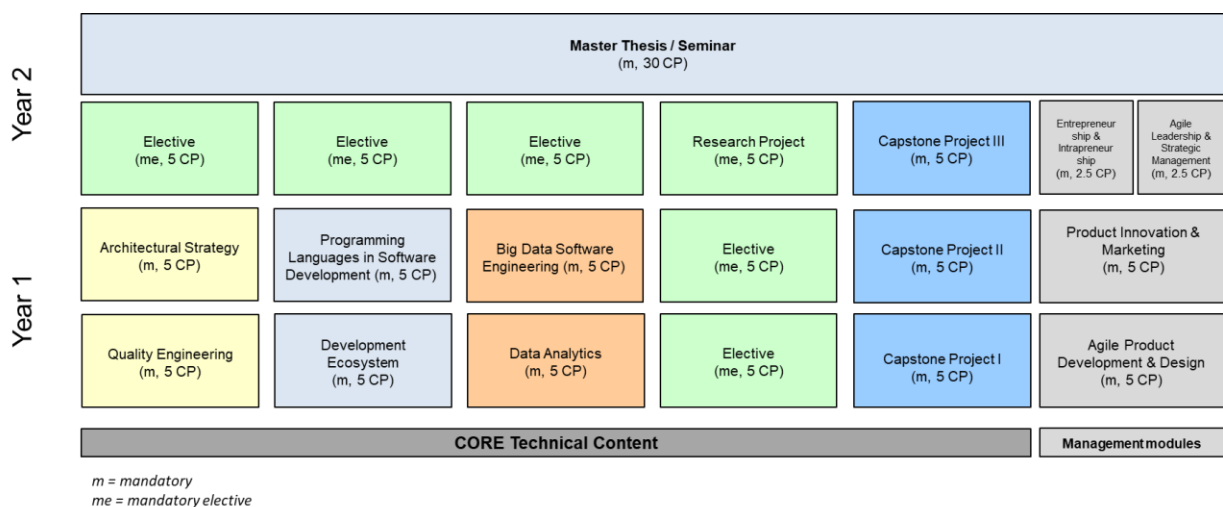 Year 2
Master Thesis / Seminar
(m, 30 CP)
Elective
(me, 5 CP)
Elective
(me, 5 CP)
Elective
(me, 5 CP)
Research Project
(me, 5 CP)
Capstone Project III
(m, 5 CP)
Entrepreneur
ship &
Intrapreneur
ship
(m, 2.5 CP)
Agile
Leadership &
Strategic
Management
(m, 2.5 CP)
Year 1
Architectural Strategy
(m, 5 CP)
Programming
Languages in Software
Development (m, 5 CP)
Big Data Software
Engineering (m, 5 CP)
Elective
(me, 5 CP)
Capstone Project II
(m, 5 CP)
Product Innovation &
Marketing
(m, 5 CP)
Quality Engineering
(m, 5 CP)
Development
Ecosystem
(m, 5 CP)
Data Analytics
(m, 5 CP)
Elective
(me, 5 CP)
Capstone Project I
(m, 5 CP)
Agile Product
Development & Design
(m, 5 CP)
CORE Technical Content
Management modules
m = mandatory
me = mandatory elective